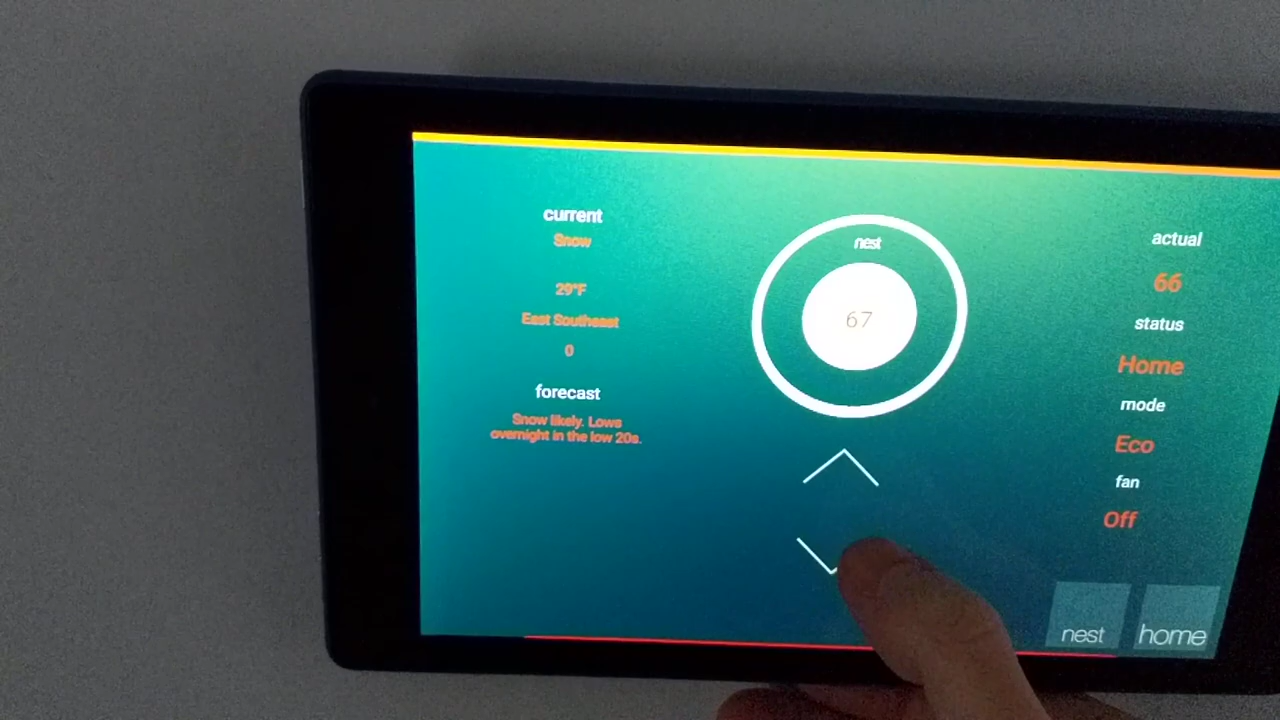 current
Snow
29°F
East Southeast
0
forecast
Snow likely. Lows
overnight in the low 20s.
nest
67
actual
66
status
Home
mode
Eco
fan
Off
nest
home